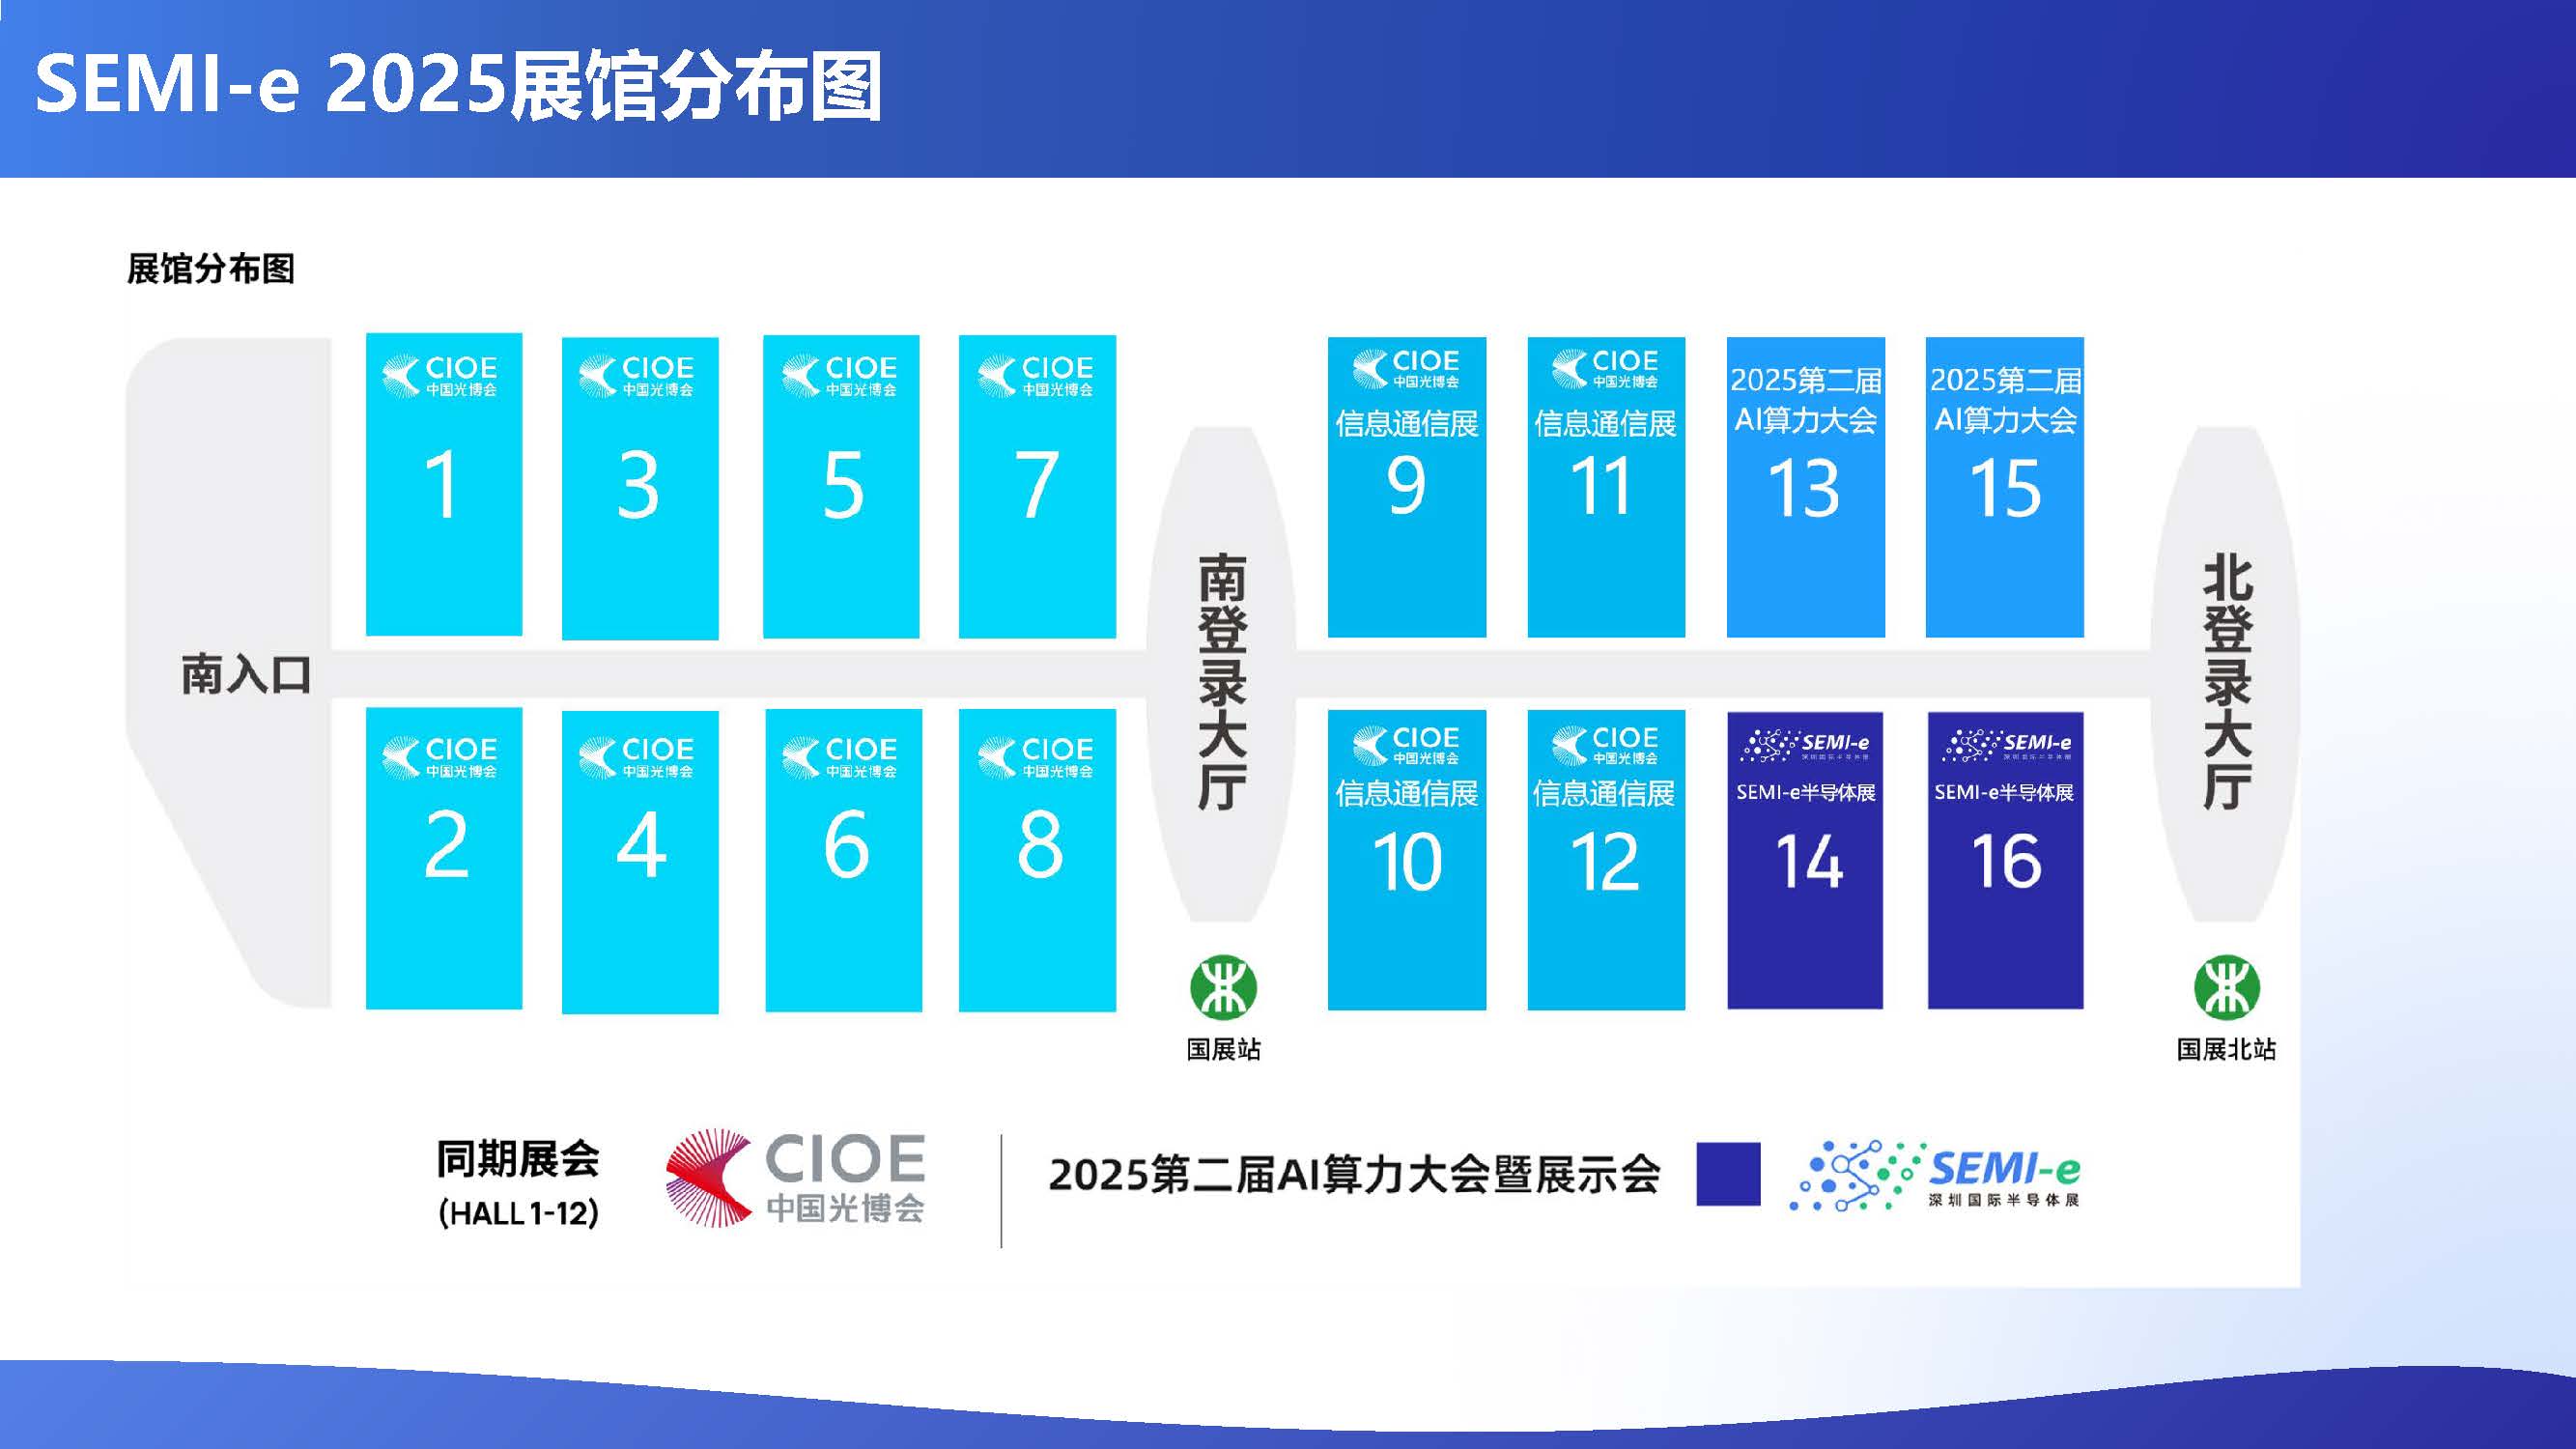 SEMI-e 2025展馆分布图
展馆分布图
CIOE
中国光博会
1
CIOE
中国光博会
3
CIOE
中国光博会
5
CIOE
中国光博会
7
CIOE
中国光博会
信息通信展
9
CIOE
中国光博会
信息通信展
11
2025第二届
AI算力大会
13
2025第二届
AI算力大会
15
南入口
南登录大厅
北登录大厅
CIOE
中国光博会
2
CIOE
中国光博会
4
CIOE
中国光博会
6
CIOE
中国光博会
8
CIOE
中国光博会
信息通信展
10
CIOE
中国光博会
信息通信展
12
SEMI-e
深圳国际半导体展
SEMI-e半导体展
14
SEMI-e
深圳国际半导体展
SEMI-e半导体展
16
国展站
国展北站
同期展会
(HALL 1-12)
CIOE
中国光博会
2025第二届AI算力大会暨展示会
SEMI-e
深圳国际半导体展